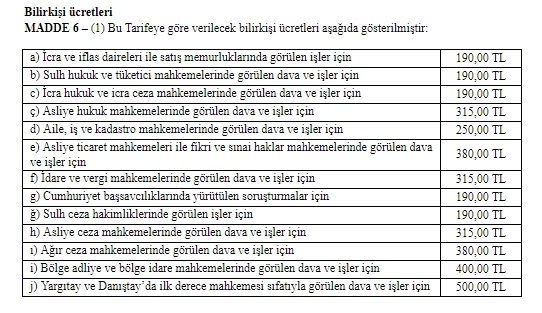 Bilirkişi ücretleri
MADDE 6 – (1) Bu Tarifeye göre verilecek bilirkişi ücretleri aşağıda gösterilmiştir:
a) İcra ve iflas daireleri ile satış memurluklarında görülen işler için 190,00 TL
b) Sulh hukuk ve tüketici mahkemelerinde görülen dava ve işler için 190,00 TL
c) İcra hukuk ve icra ceza mahkemelerinde görülen dava ve işler için 190,00 TL
ç) Asliye hukuk mahkemelerinde görülen dava ve işler için 315,00 TL
d) Aile, iş ve kadastro mahkemelerinde görülen dava ve işler için 250,00 TL
e) Asliye ticaret mahkemeleri ile fikri ve sınai haklar mahkemelerinde görülen dava
ve işler için 380,00 TL
f) İdare ve vergi mahkemelerinde görülen dava ve işler için 315,00 TL
g) Cumhuriyet başsavcılıklarında yürütülen soruşturmalar için 190,00 TL
ğ) Sulh ceza hakimliklerinde görülen işler için 190,00 TL
h) Asliye ceza mahkemelerinde görülen dava ve işler için 315,00 TL
ı) Ağır ceza mahkemelerinde görülen dava ve işler için 380,00 TL
i) Bölge adliye ve bölge idare mahkemelerinde görülen dava ve işler için 400,00 TL
j) Yargıtay ve Danıştay’da ilk derece mahkemesi sıfatıyla görülen dava ve işler için 500,00 TL